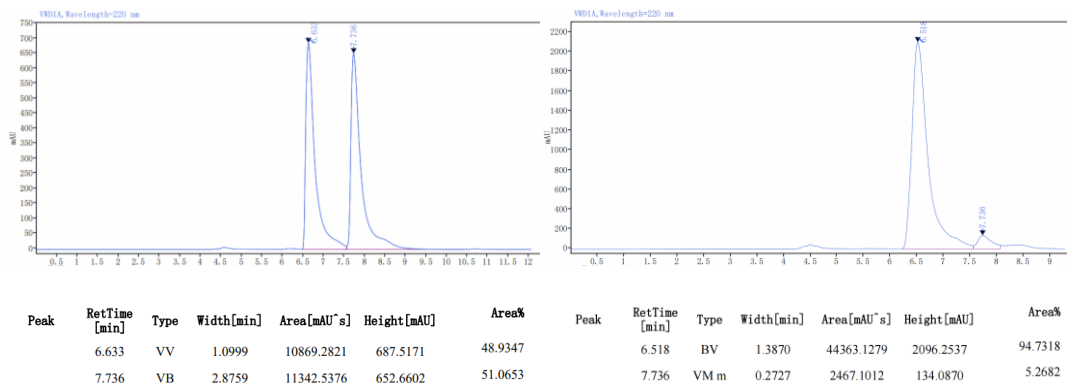 VWD1A,Wavelength=220 nm
750
700
650
600
550
500
450
400
350
300
250
200
150
100
50
0
mAU
6.633
7.736
0.5 1 1.5 2 2.5 3 3.5 4 4.5 5 5.5 6 6.5 7 7.5 8 8.5 9 9.5 10 10.5 11 11.5 12
Peak RetTime [min] Type Width[min] Area[mAU^s] Height[mAU] Area%
6.633 VV 1.0999 10869.2821 687.5171 48.9347
7.736 VB 2.8759 11342.5376 652.6602 51.0653
VWD1A,Wavelength=220 nm
2200
2000
1800
1600
1400
1200
1000
800
600
400
200
0
mAU
6.518
7.736
0.5 1 1.5 2 2.5 3 3.5 4 4.5 5 5.5 6 6.5 7 7.5 8 8.5 9
Peak RetTime [min] Type Width[min] Area[mAU^s] Height[mAU] Area%
6.518 BV 1.3870 44363.1279 2096.2537 94.7318
7.736 VM m 0.2727 2467.1012 134.0870 5.2682